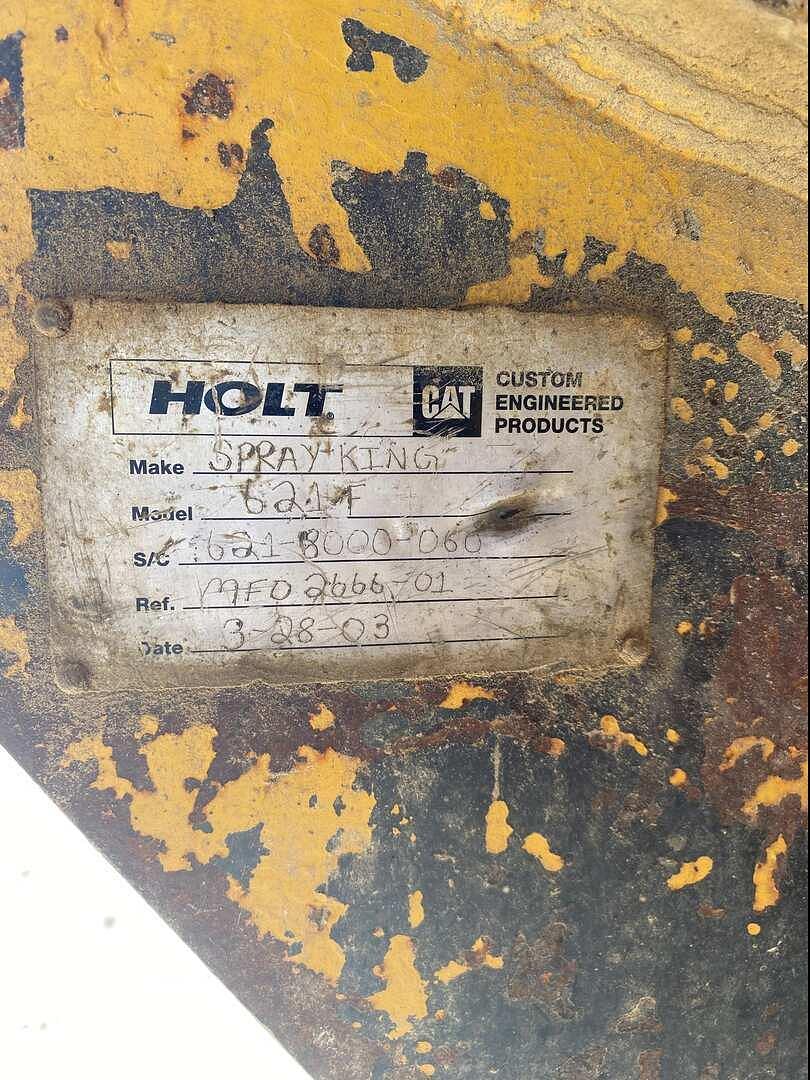 HOLT® CAT CUSTOM
ENGINEERED
PRODUCTS
Make SPRAY KING
Model 621F
S/C 621-8000-060
Ref. MFD 2666-01
Date 3-28-03